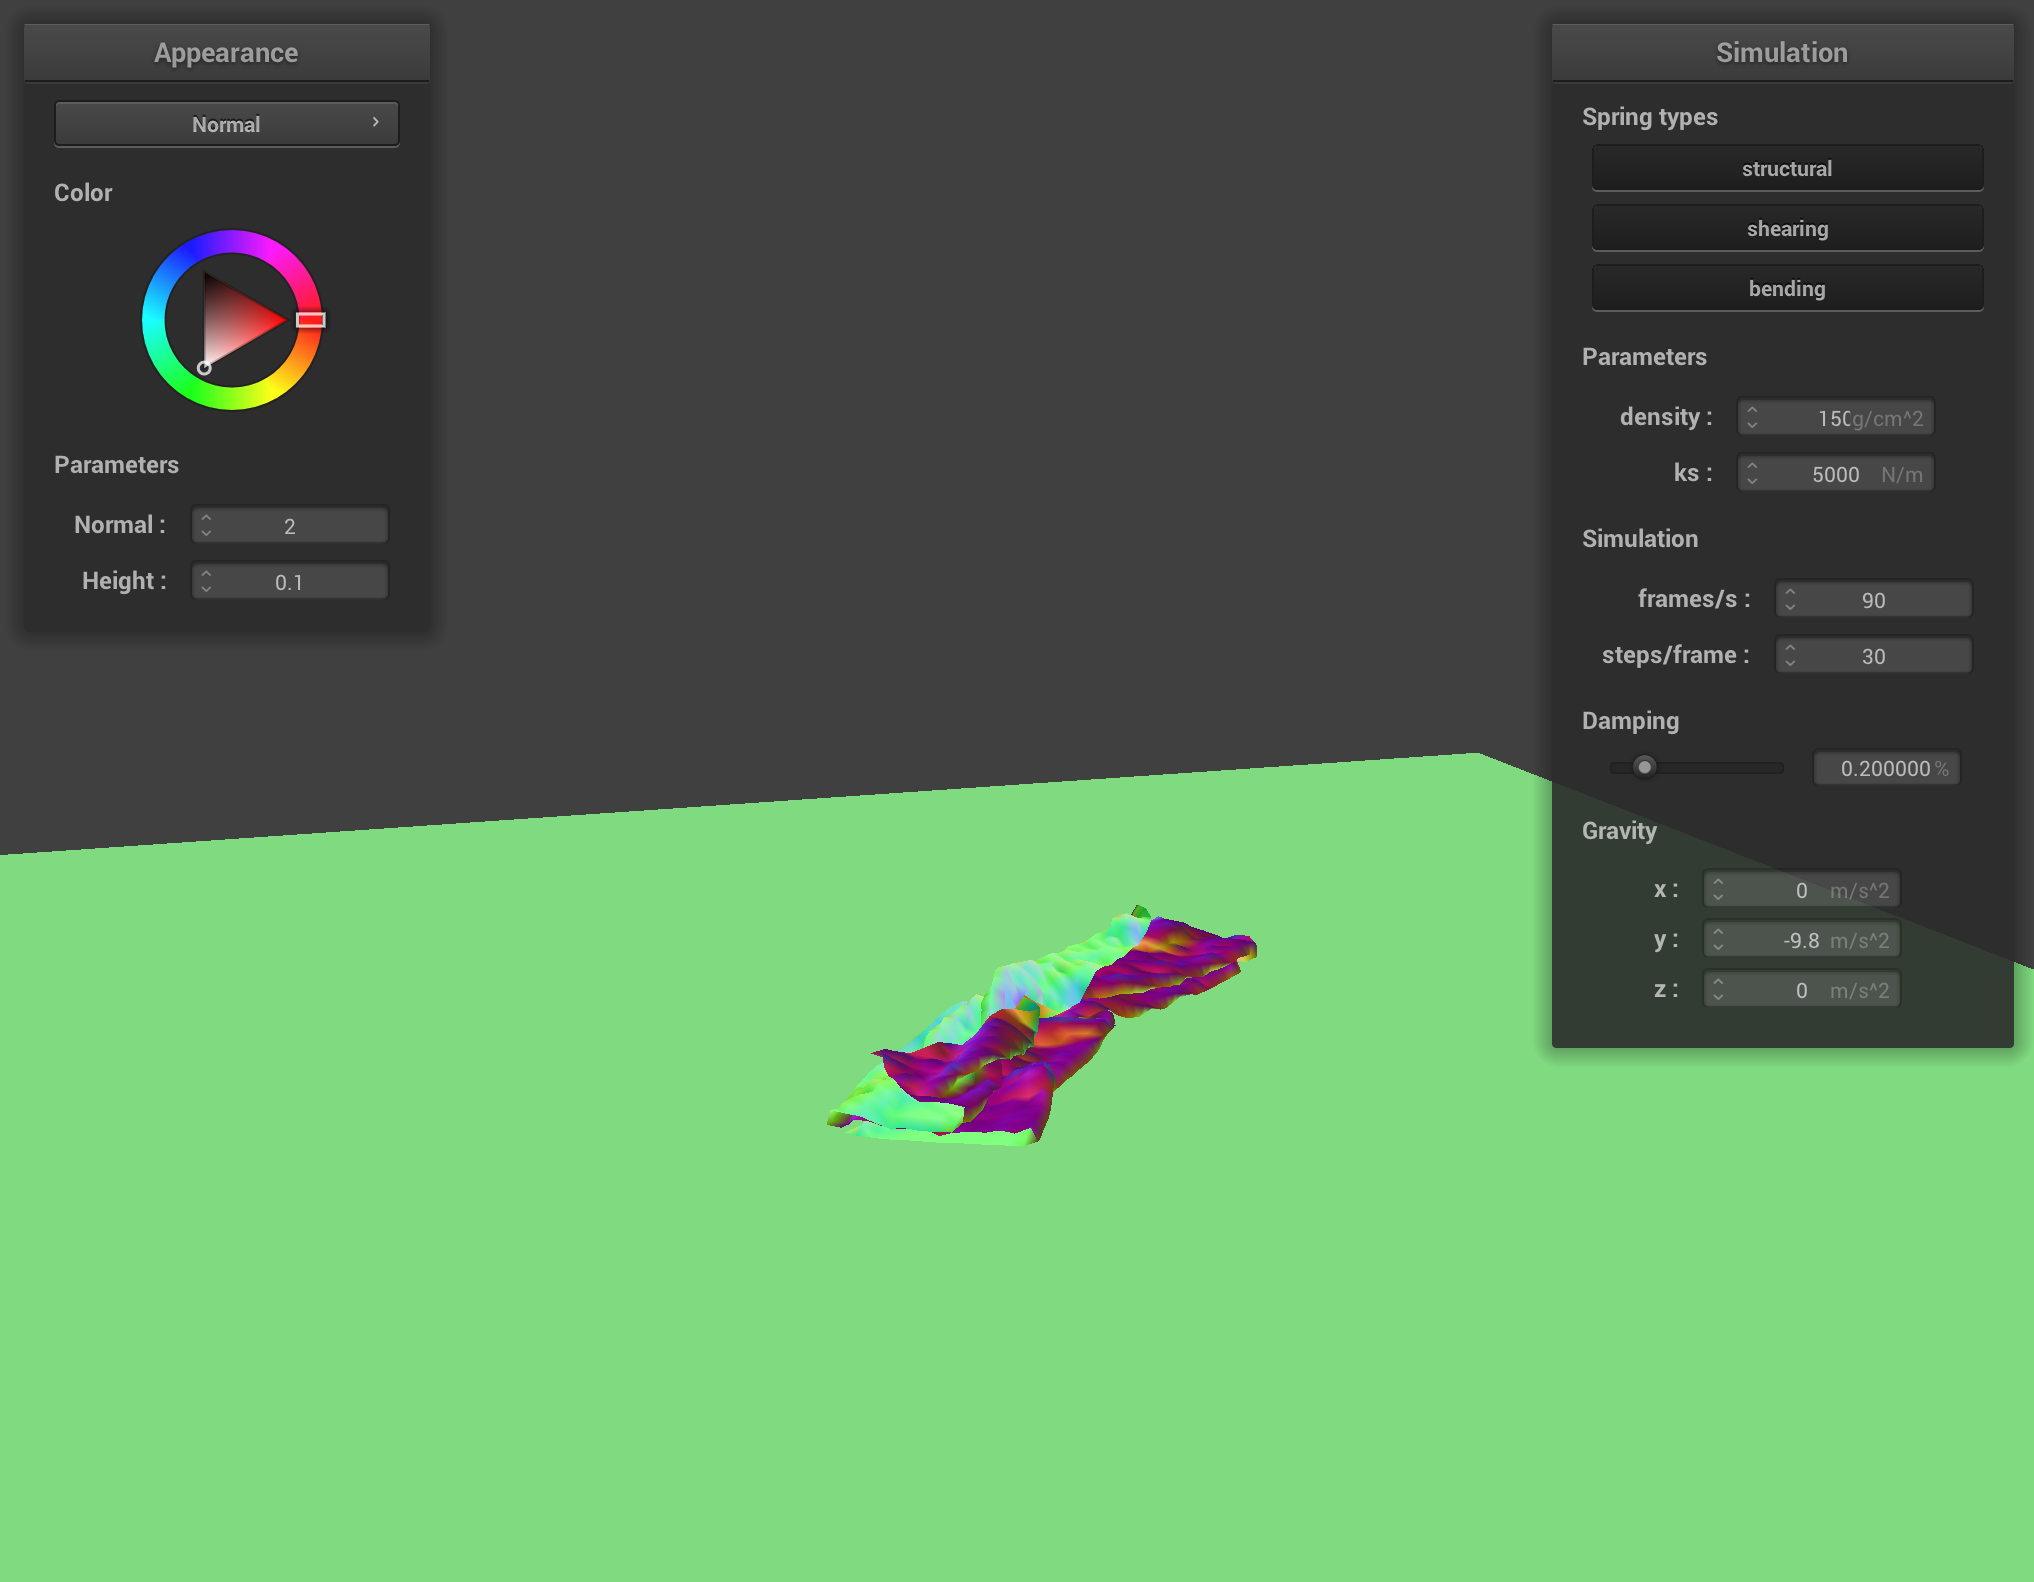 Appearance
Normal
Color
Parameters
Normal : 2
Height : 0.1
Simulation
Spring types
structural
shearing
bending
Parameters
density : 150 g/cm^2
ks : 5000 N/m
Simulation
frames/s : 90
steps/frame : 30
Damping
0.200000 %
Gravity
x : 0 m/s^2
y : -9.8 m/s^2
z : 0 m/s^2